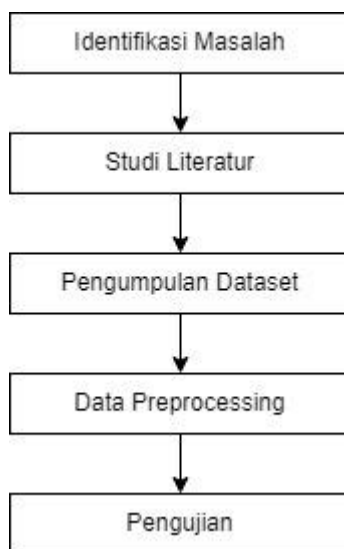 Identifikasi Masalah
Studi Literatur
Pengumpulan Dataset
Data Preprocessing
Pengujian